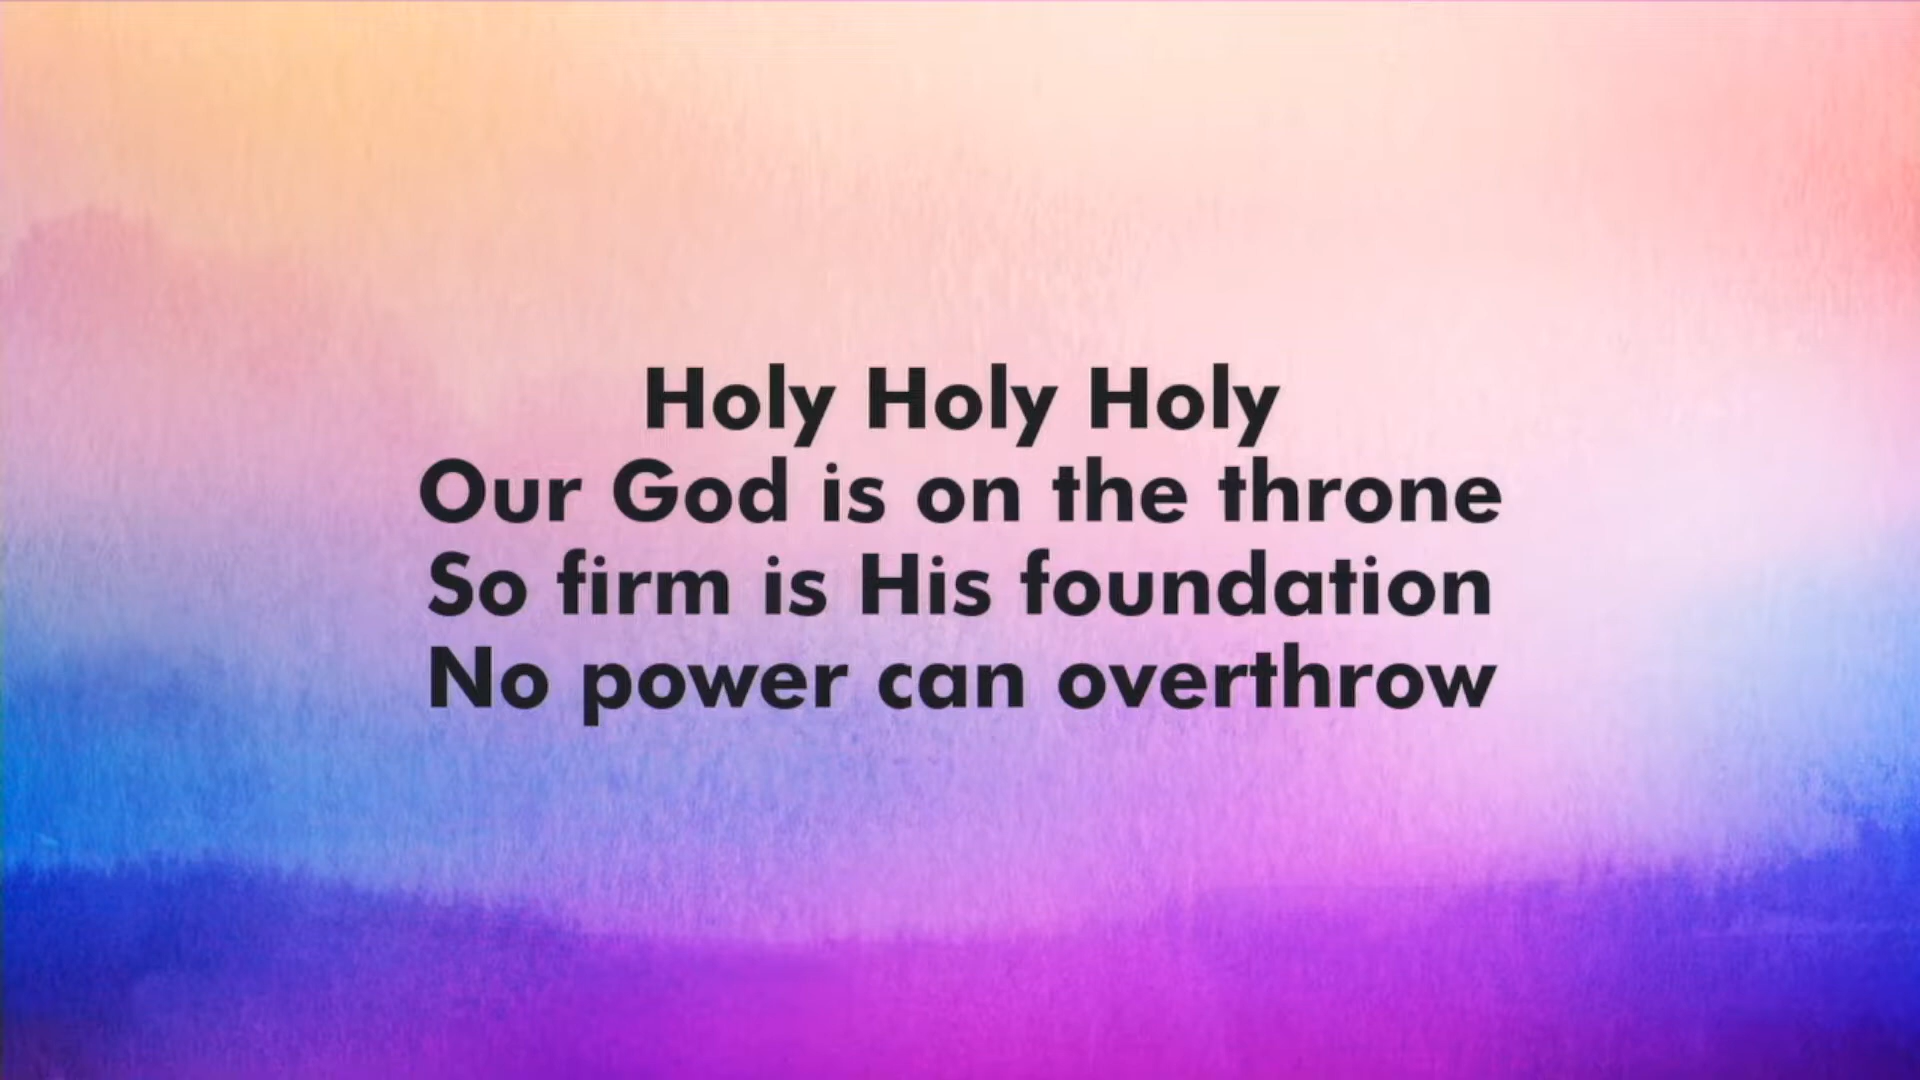 Holy Holy Holy
Our God is on the throne
So firm is His foundation
No power can overthrow